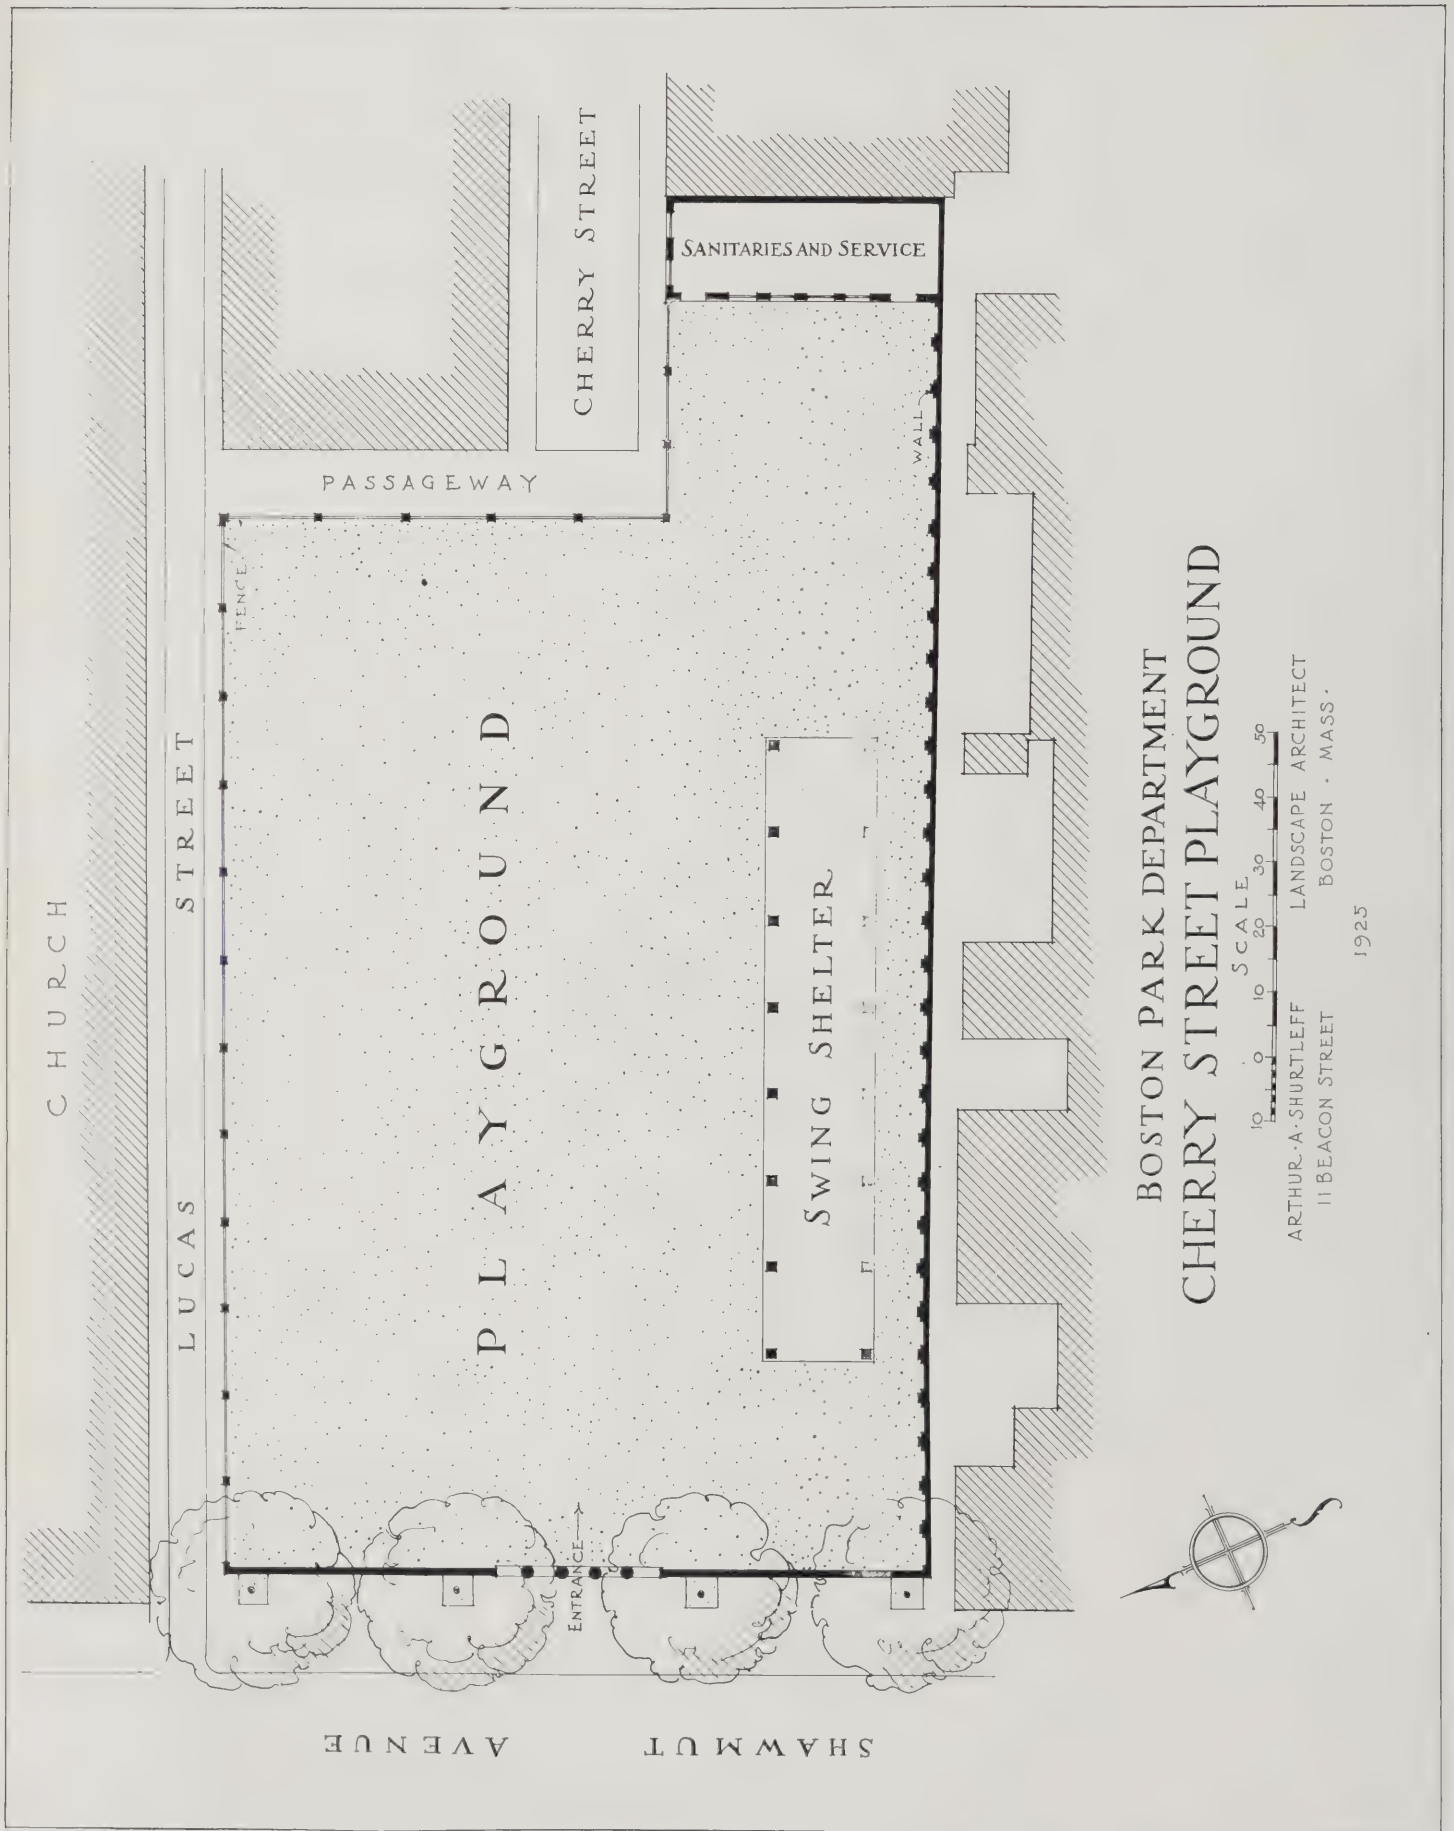 CHURCH
LUCAS STREET
FENCE
PASSAGEWAY
CHERRY STREET
PLAYGROUND
SANITARIES AND SERVICE
WALL
SWING SHELTER
ENTRANCE
SHAWMUT AVENUE
BOSTON PARK DEPARTMENT
CHERRY STREET PLAYGROUND
SCALE
10 0 10 20 30 40 50
ARTHUR·A·SHURTLEFF LANDSCAPE ARCHITECT
11 BEACON STREET BOSTON · MASS·
1925